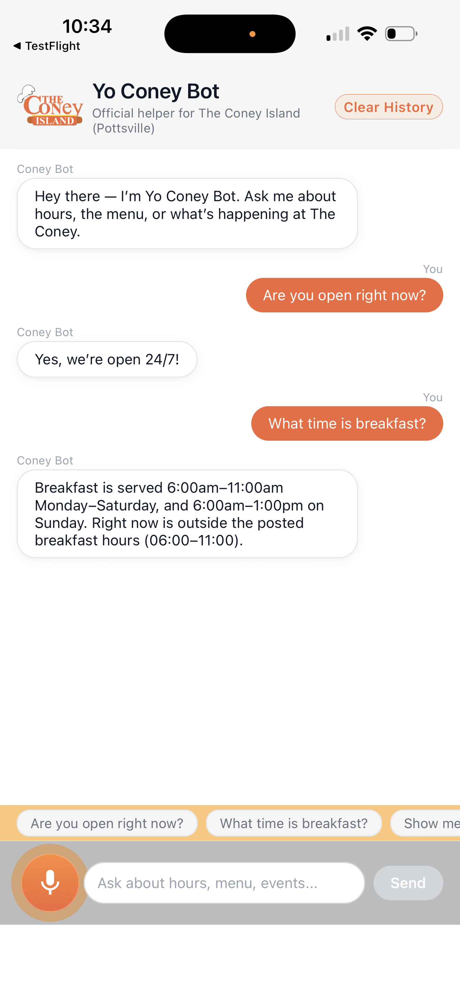 10:34
◀ TestFlight
THE
CONEY
ISLAND
Yo Coney Bot
Official helper for The Coney Island
(Pottsville)
Clear History
Coney Bot
Hey there — I’m Yo Coney Bot. Ask me about
hours, the menu, or what’s happening at The
Coney.
You
Are you open right now?
Coney Bot
Yes, we’re open 24/7!
You
What time is breakfast?
Coney Bot
Breakfast is served 6:00am–11:00am
Monday–Saturday, and 6:00am–1:00pm on
Sunday. Right now is outside the posted
breakfast hours (06:00–11:00).
Are you open right now?
What time is breakfast?
Show me
Ask about hours, menu, events...
Send